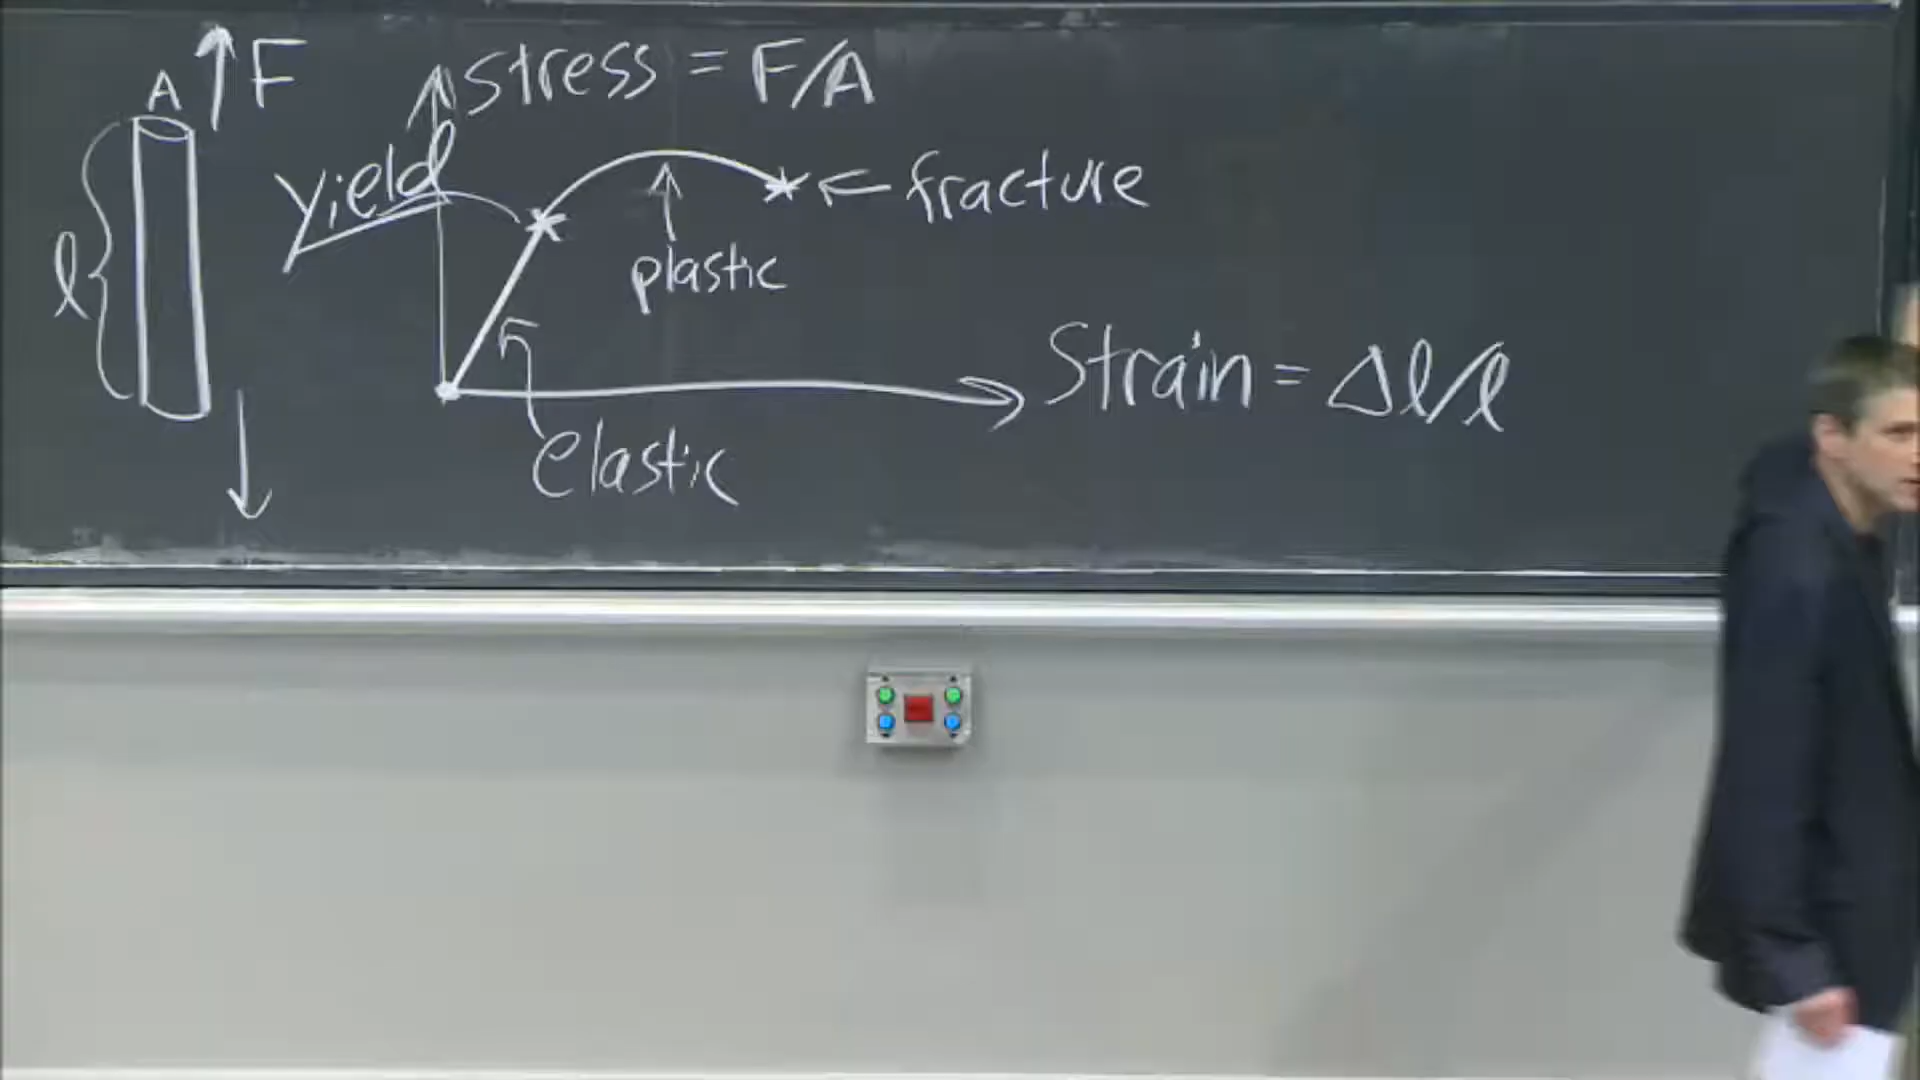 A
F
stress = F/A
yield
fracture
plastic
l
Strain = Δl/l
elastic